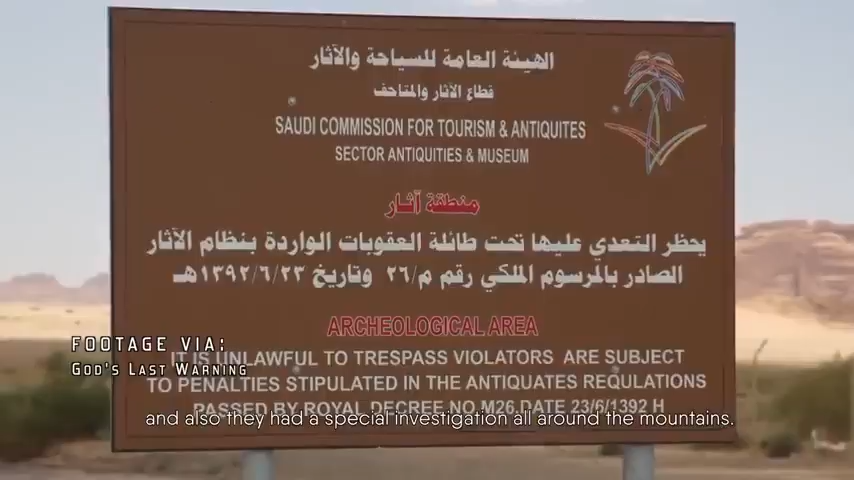 الهيئة العامة للسياحة والآثار
قطاع الآثار والمتاحف
SAUDI COMMISSION FOR TOURISM & ANTIQUITES
SECTOR ANTIQUITIES & MUSEUM
منطقة آثار
يحظر التعدي عليها تحت طائلة العقوبات الواردة بنظام الآثار
الصادر بالمرسوم الملكي رقم م/٢٦ وتاريخ ١٣٩٢/٦/٢٣هـ
ARCHEOLOGICAL AREA
IT IS UNLAWFUL TO TRESPASS VIOLATORS ARE SUBJECT
TO PENALTIES STIPULATED IN THE ANTIQUATES REQULATIONS
PASSED BY ROYAL DECREE NO M26 DATE 23/6/1392 H
FOOTAGE VIA:
GOD'S LAST WARNING
and also they had a special investigation all around the mountains.